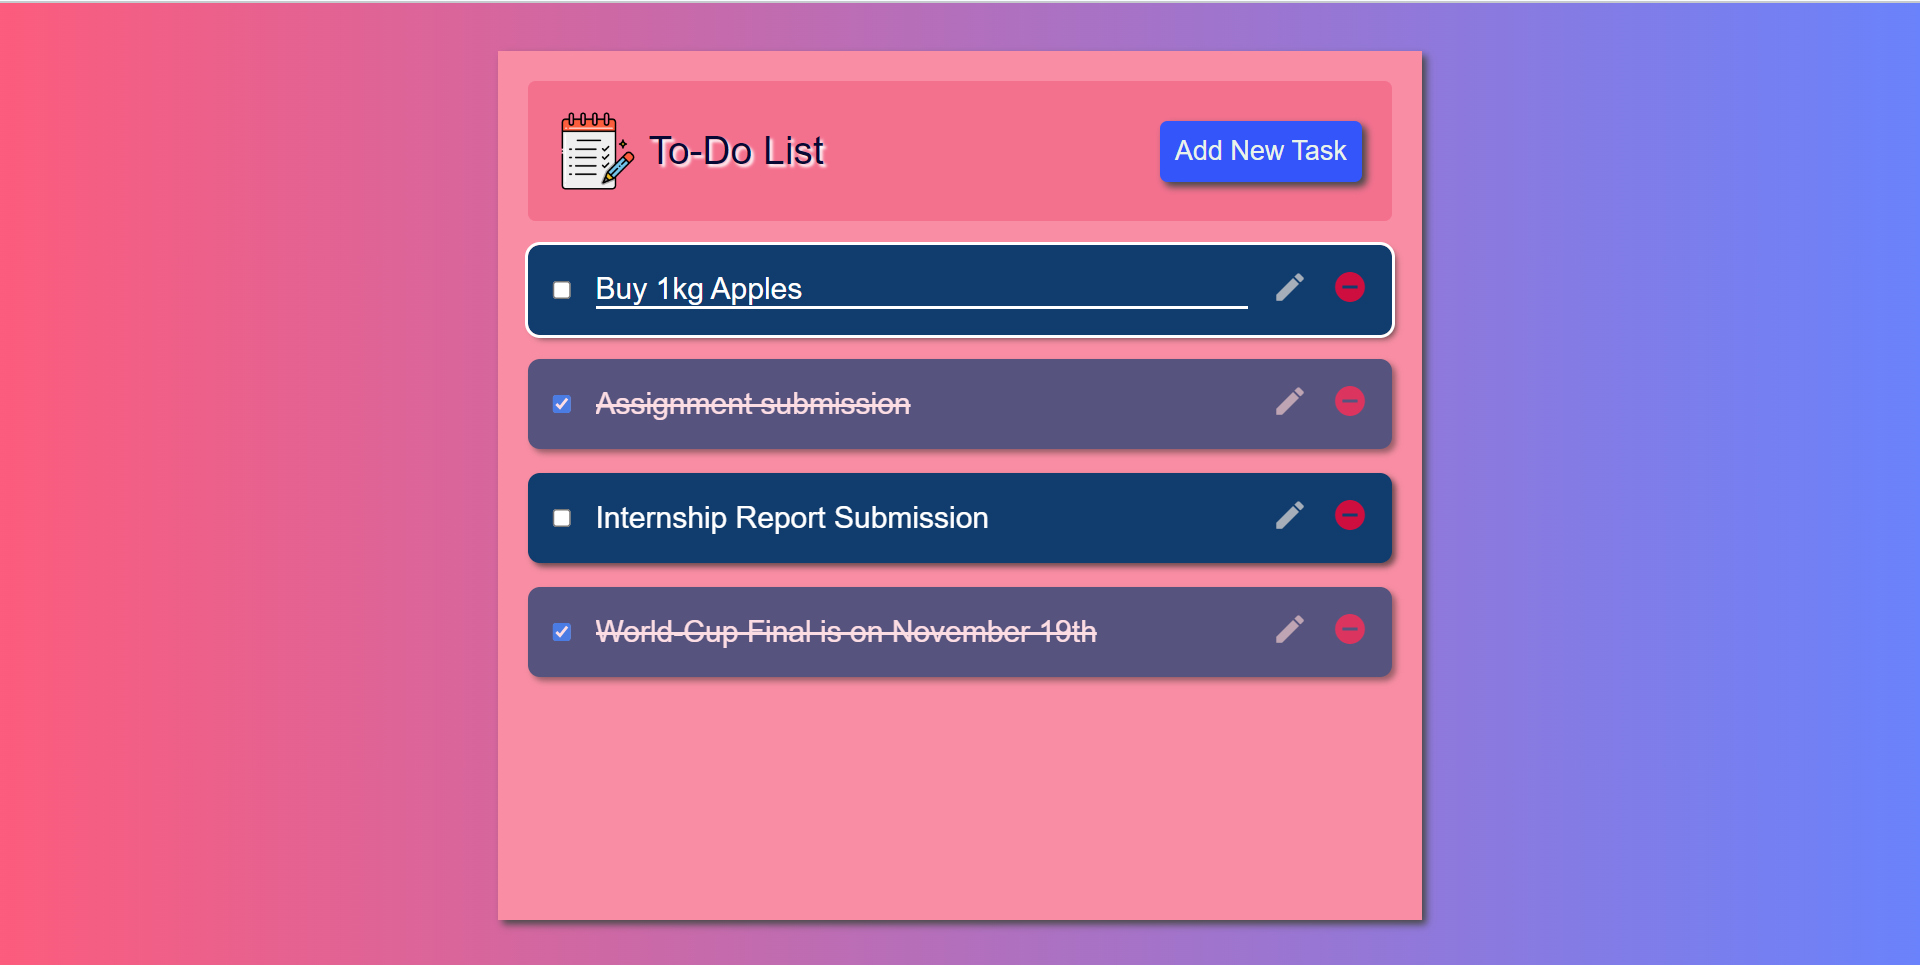 To-Do List
Add New Task
Buy 1kg Apples
Assignment submission
Internship Report Submission
World-Cup Final is on November 19th